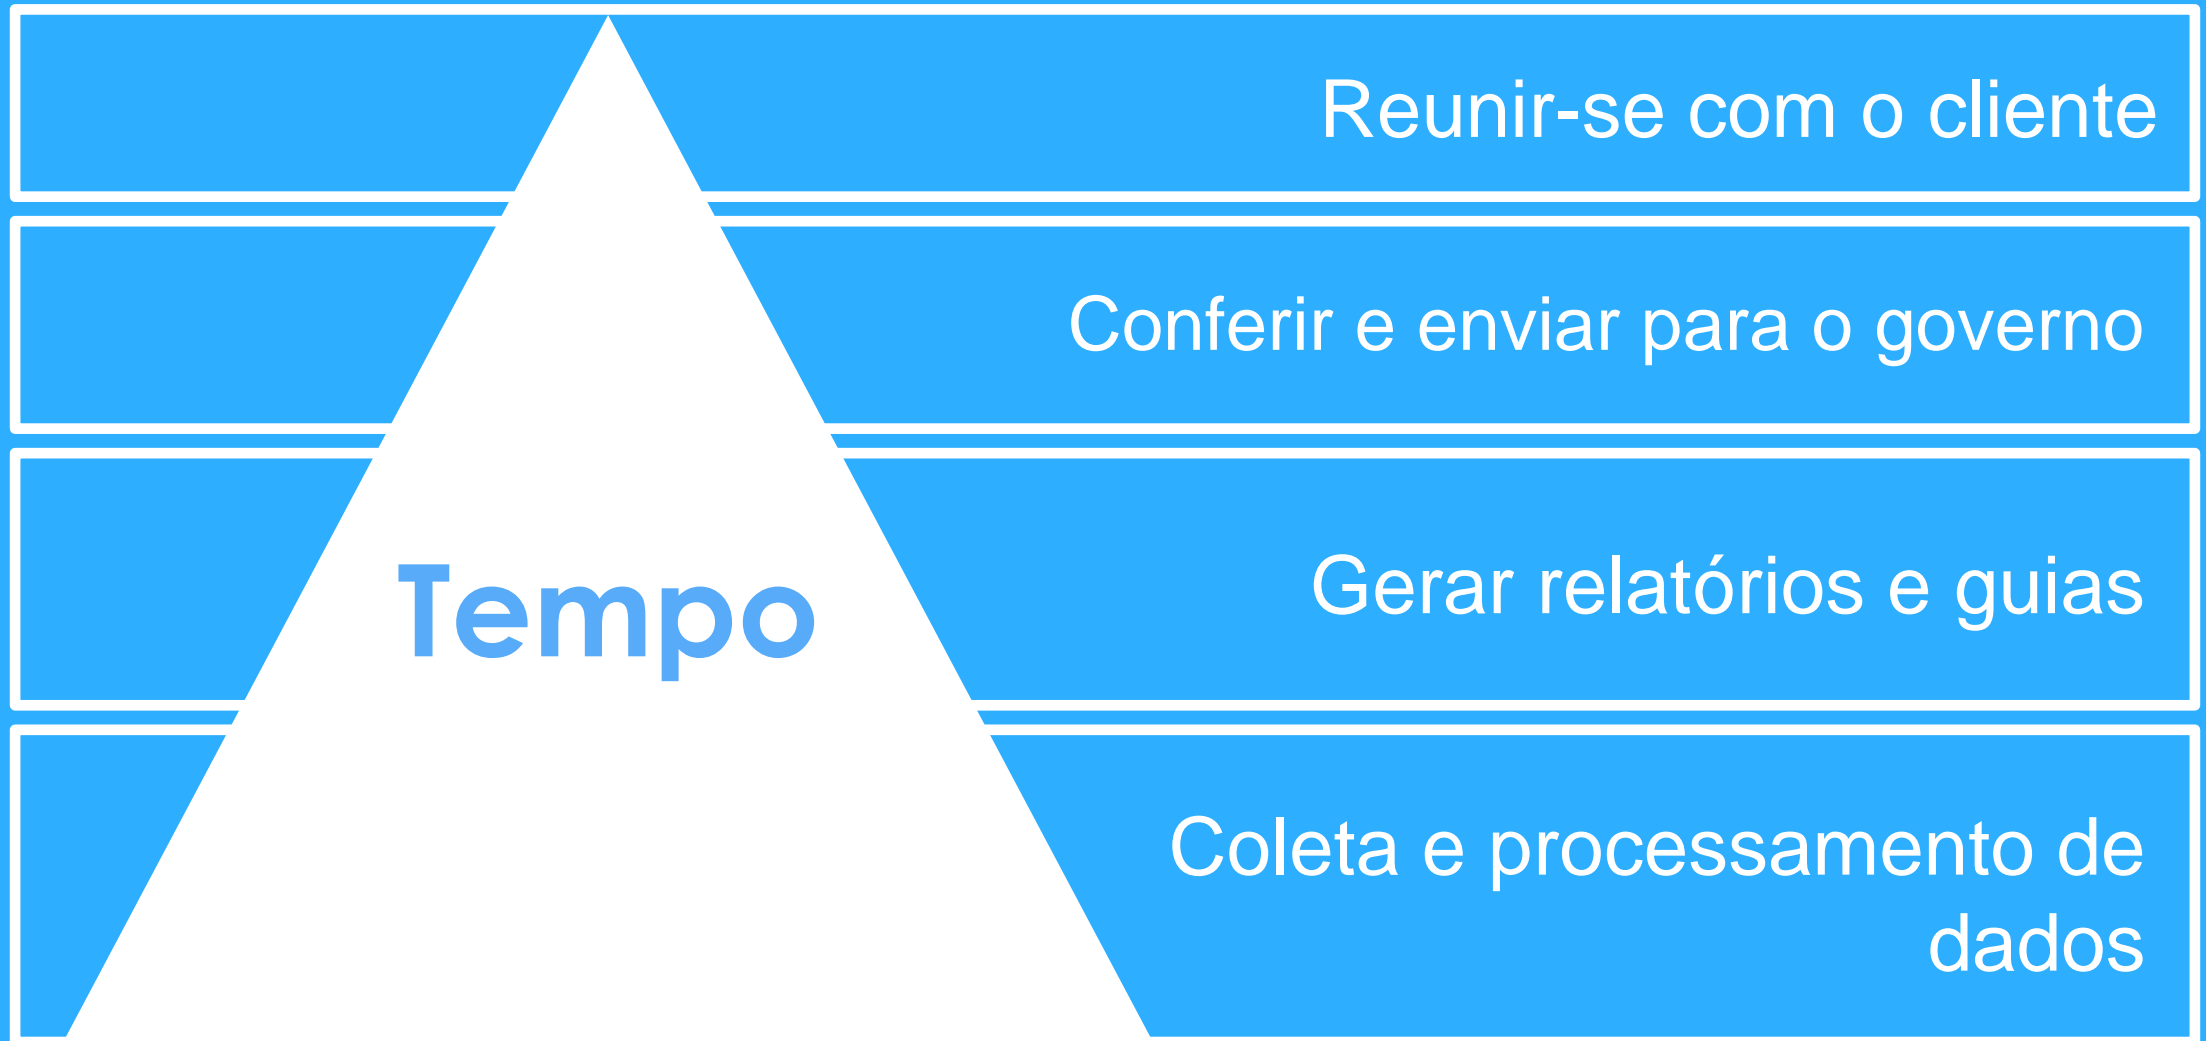 Reunir-se com o cliente
Conferir e enviar para o governo
Tempo
Gerar relatórios e guias
Coleta e processamento de
dados